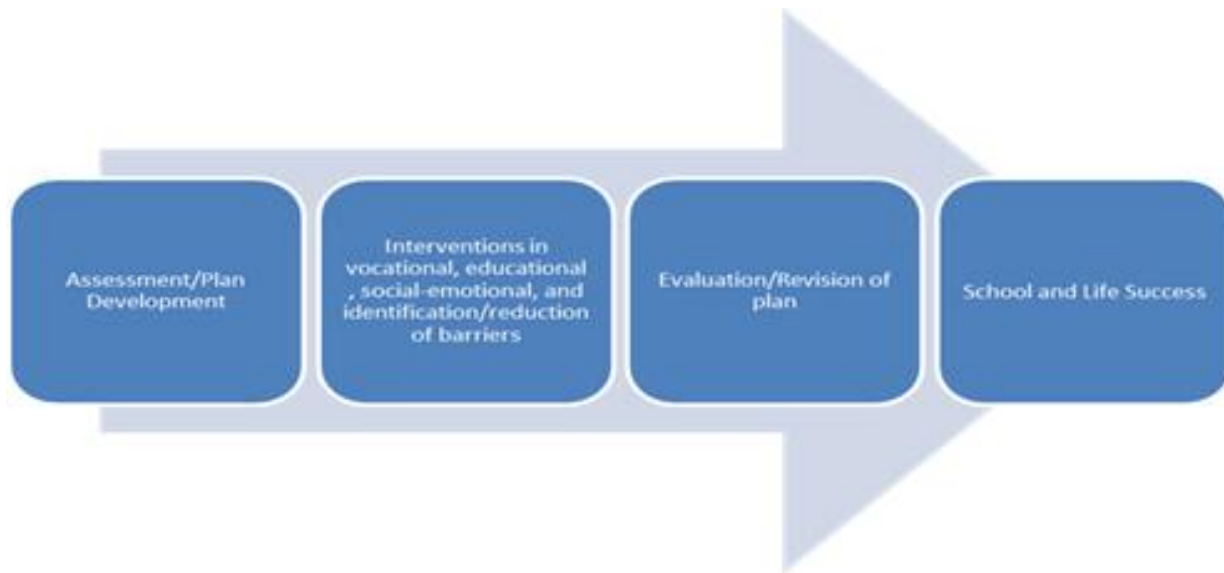 Assessment/Plan
Development
Interventions in
vocational, educational
, social-emotional, and
identification/reduction
of barriers
Evaluation/Revision of
plan
School and Life Success